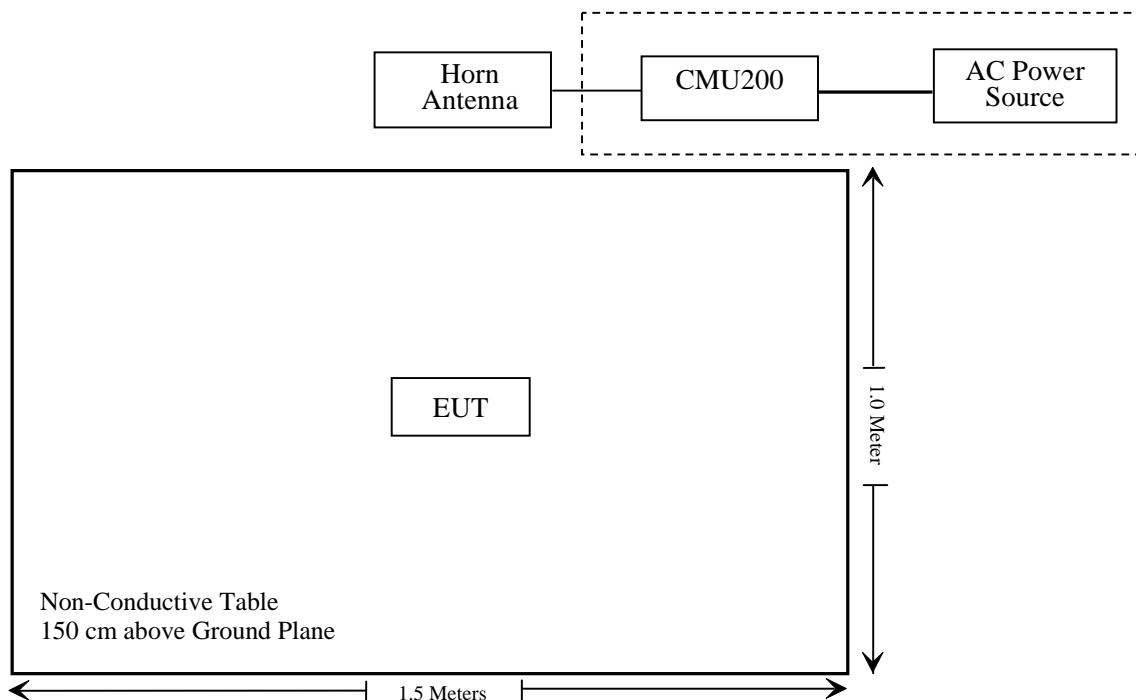 Horn
Antenna
CMU200
AC Power
Source
EUT
1.0 Meter
Non-Conductive Table
150 cm above Ground Plane
1.5 Meters